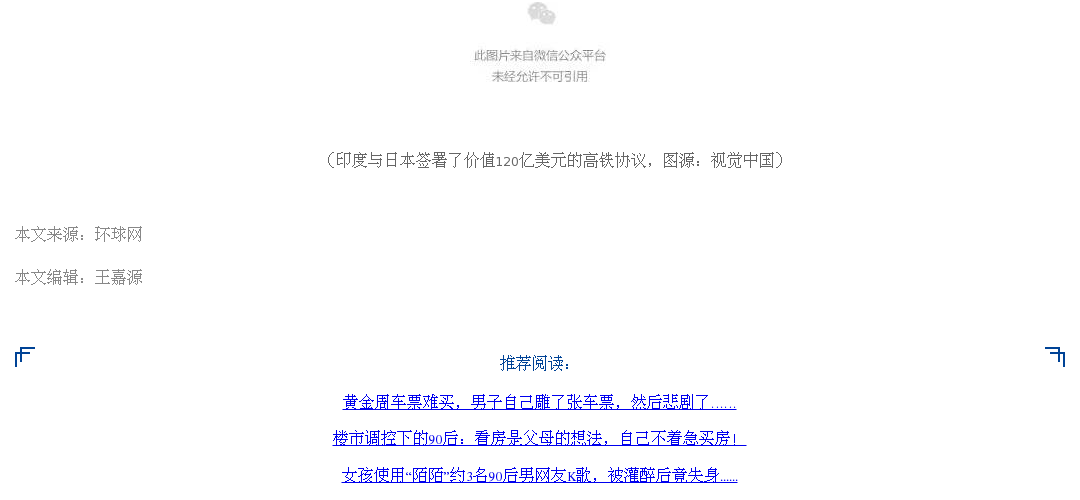 此图片来自微信公众平台
未经允许不可引用
（印度与日本签署了价值120亿美元的高铁协议，图源：视觉中国）
本文来源：环球网
本文编辑：王嘉源
推荐阅读：
黄金周车票难买，男子自己雕了张车票，然后悲剧了……
楼市调控下的90后：看房是父母的想法，自己不着急买房！
女孩使用“陌陌”约3名90后男网友K歌，被灌醉后竟失身......